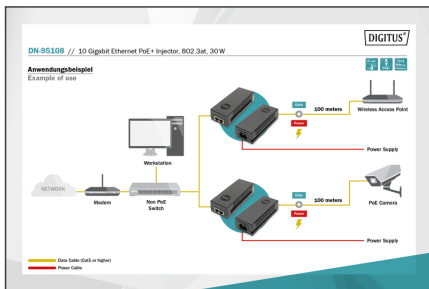 DIGITUS®
DN-95108 // 10 Gigabit Ethernet PoE+ Injector, 802.3at, 30 W
Anwendungsbeispiel
Example of use
Data
100 meters
Power
Wireless Access Point
Power Supply
Workstation
NETWORK
Modem
Non PoE
Switch
Data
100 meters
Power
PoE Camera
Power Supply
Data Cable (Cat5 or higher)
Power Cable